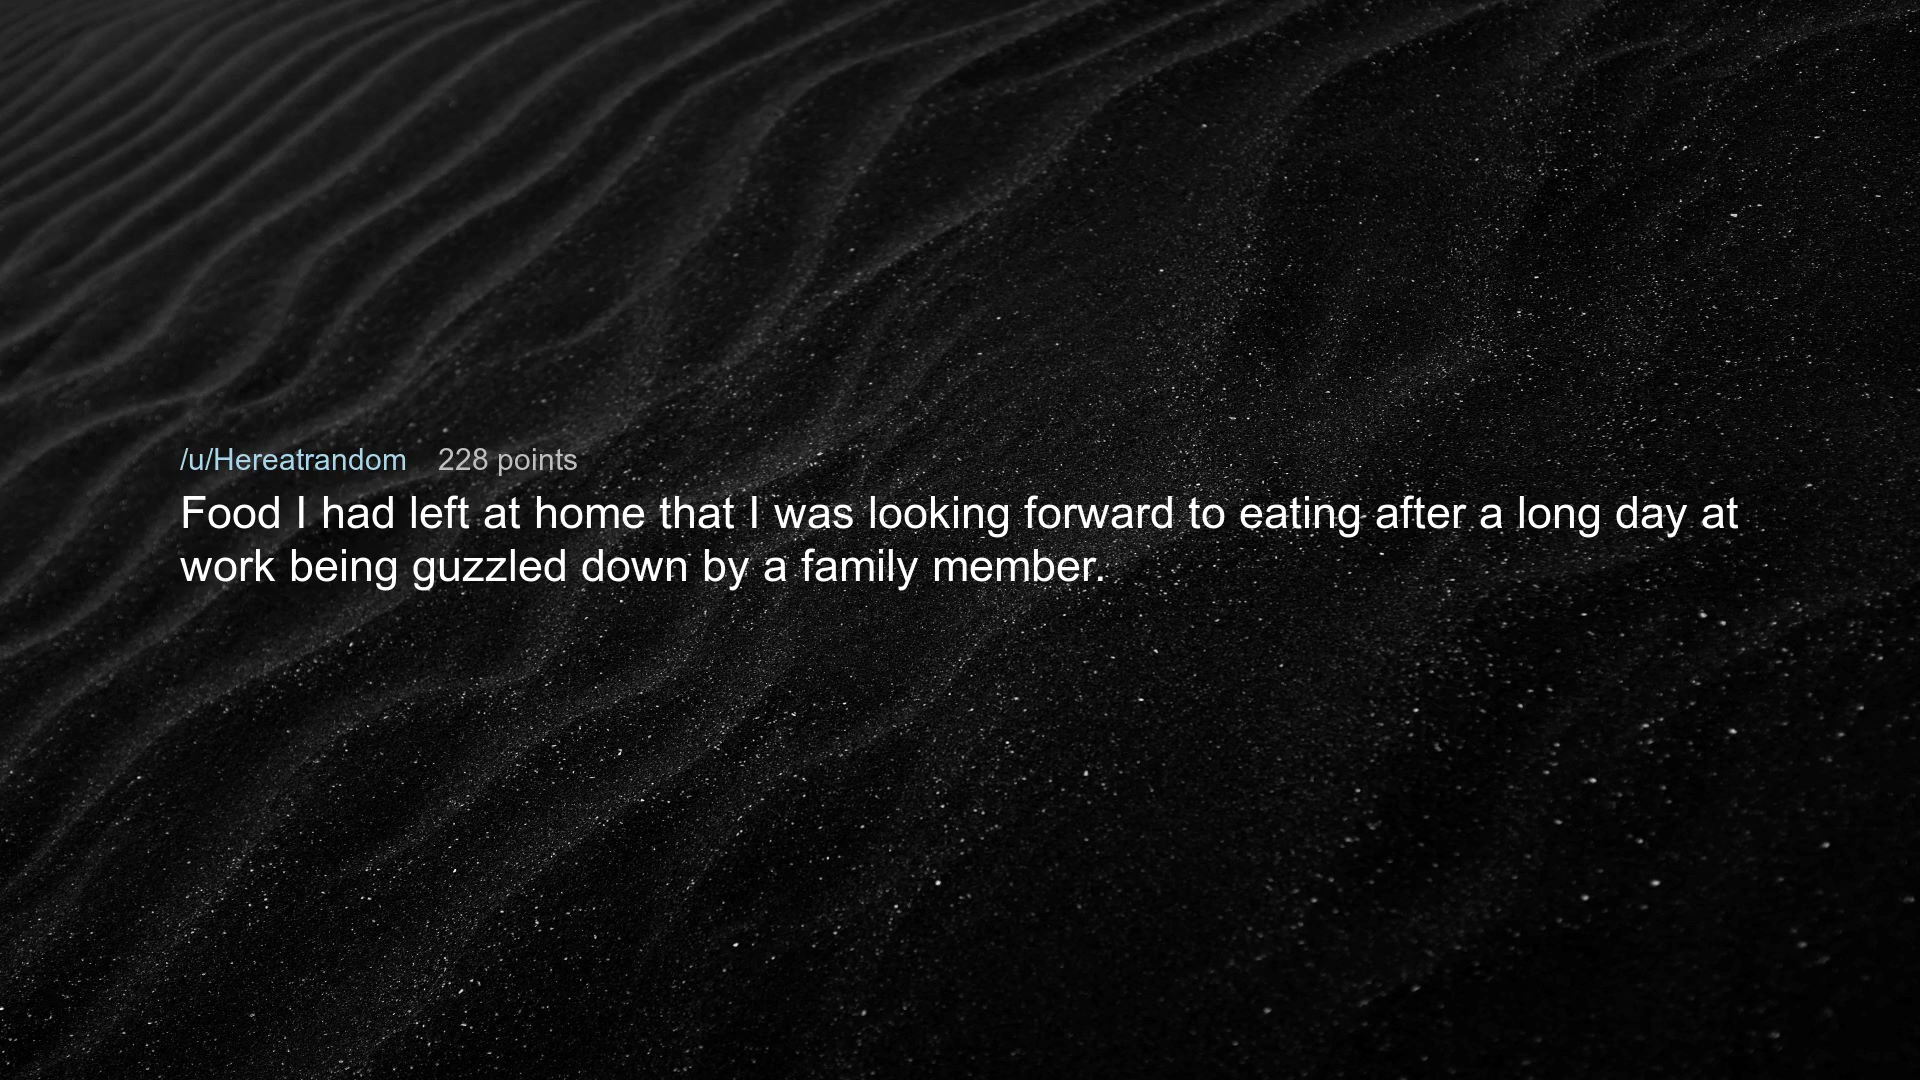 /u/Hereatrandom 228 points
Food I had left at home that I was looking forward to eating after a long day at
work being guzzled down by a family member.